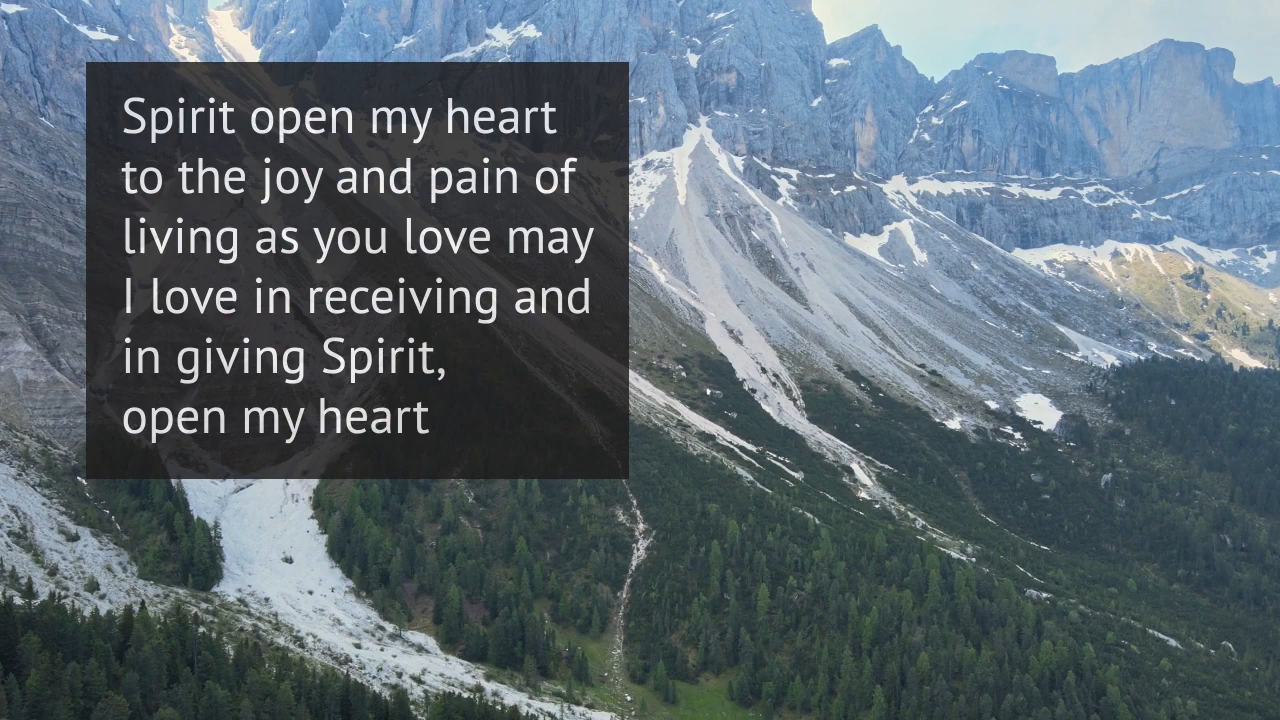 Spirit open my heart
to the joy and pain of
living as you love may
I love in receiving and
in giving Spirit,
open my heart